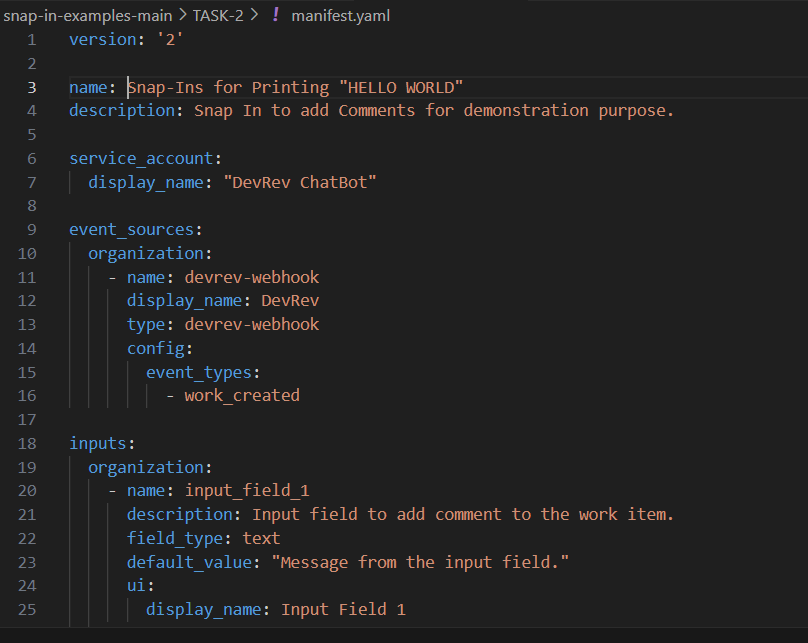 snap-in-examples-main > TASK-2 > ! manifest.yaml
1 version: '2'
2
3 name: Snap-Ins for Printing "HELLO WORLD"
4 description: Snap In to add Comments for demonstration purpose.
5
6 service_account:
7 display_name: "DevRev ChatBot"
8
9 event_sources:
10 organization:
11 - name: devrev-webhook
12 display_name: DevRev
13 type: devrev-webhook
14 config:
15 event_types:
16 - work_created
17
18 inputs:
19 organization:
20 - name: input_field_1
21 description: Input field to add comment to the work item.
22 field_type: text
23 default_value: "Message from the input field."
24 ui:
25 display_name: Input Field 1